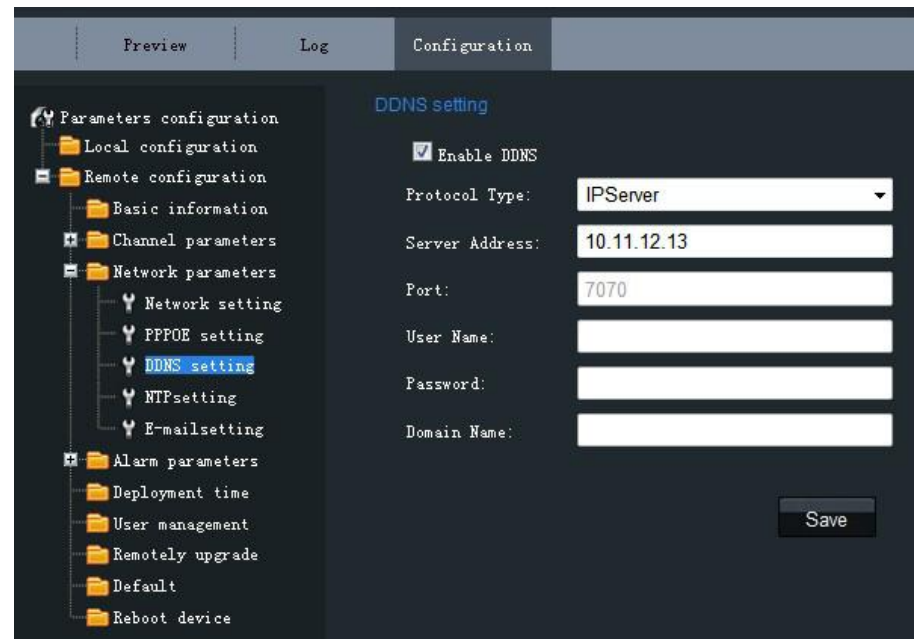 Preview Log Configuration
Parameters configuration
Local configuration
Remote configuration
Basic information
Channel parameters
Network parameters
Network setting
PPPOE setting
DDNS setting
NTPsetting
E-mailsetting
Alarm parameters
Deployment time
User management
Remotely upgrade
Default
Reboot device
DDNS setting
Enable DDNS
Protocol Type: IPServer
Server Address: 10.11.12.13
Port: 7070
User Name:
Password:
Domain Name:
Save